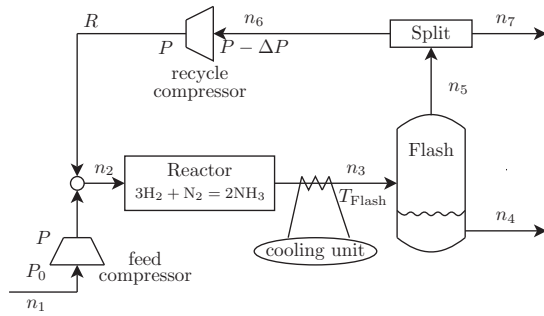 R
n₆
n₇
P
P − ΔP
Split
recycle
compressor
n₅
n₂
Reactor
3H₂ + N₂ = 2NH₃
n₃
T_Flash
Flash
P
P₀
feed
compressor
cooling unit
n₄
n₁